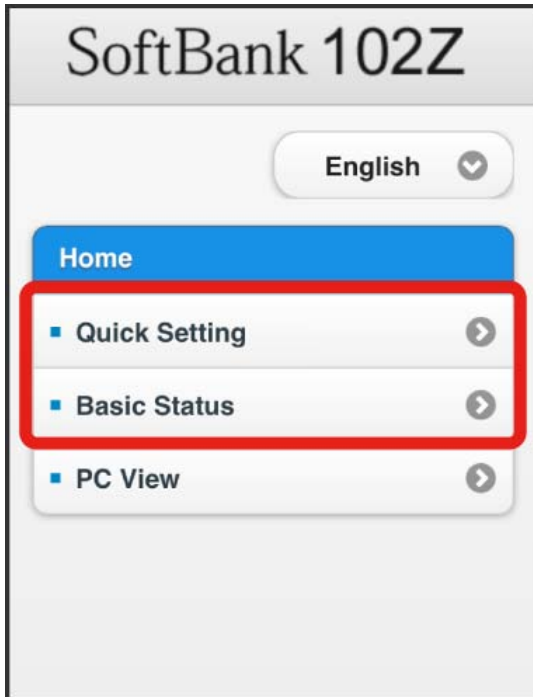 SoftBank 102Z
English
Home
Quick Setting
Basic Status
PC View